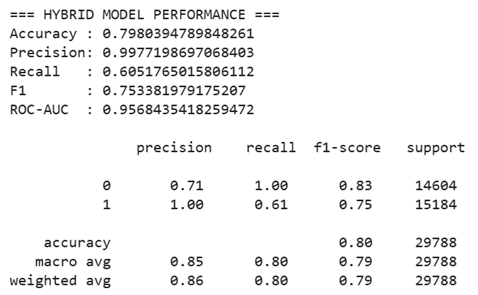 === HYBRID MODEL PERFORMANCE ===
Accuracy : 0.7980394789848261
Precision: 0.9977198697068403
Recall   : 0.6051765015806112
F1       : 0.753381979175207
ROC-AUC  : 0.9568435418259472
precision recall f1-score support
0 0.71 1.00 0.83 14604
1 1.00 0.61 0.75 15184
accuracy 0.80 29788
macro avg 0.85 0.80 0.79 29788
weighted avg 0.86 0.80 0.79 29788